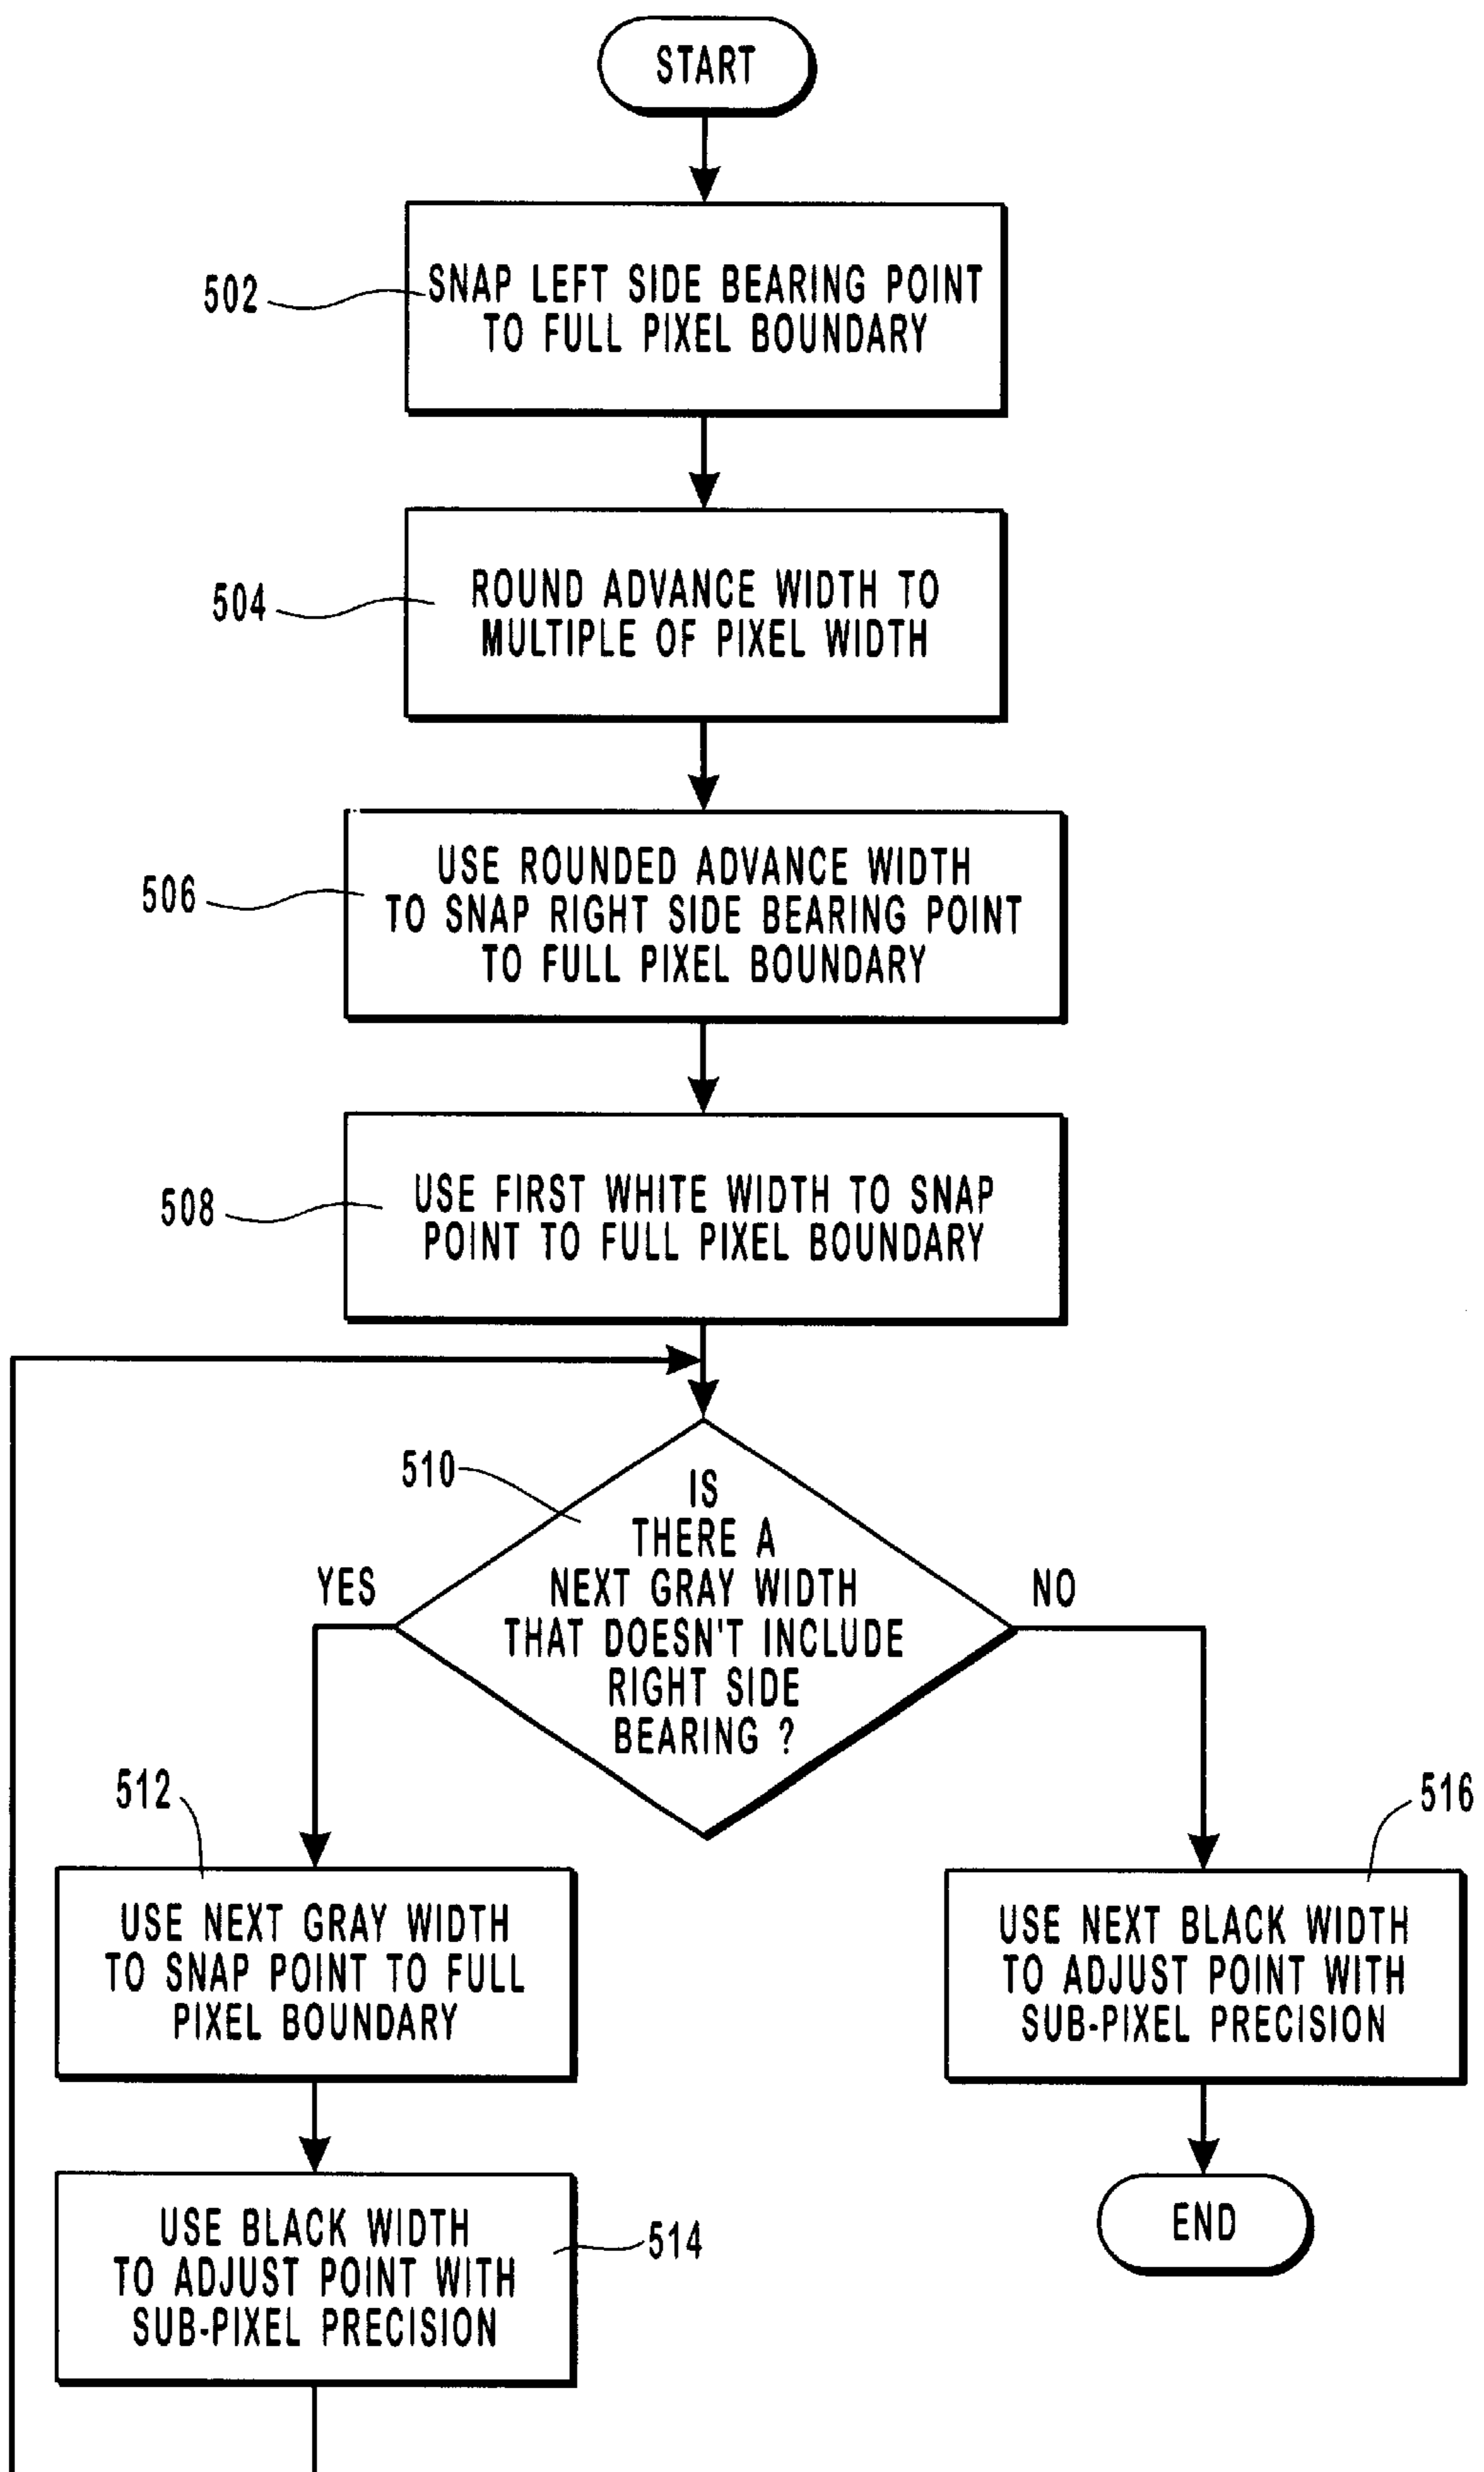 START
502
SNAP LEFT SIDE BEARING POINT
TO FULL PIXEL BOUNDARY
504
ROUND ADVANCE WIDTH TO
MULTIPLE OF PIXEL WIDTH
506
USE ROUNDED ADVANCE WIDTH
TO SNAP RIGHT SIDE BEARING POINT
TO FULL PIXEL BOUNDARY
508
USE FIRST WHITE WIDTH TO SNAP
POINT TO FULL PIXEL BOUNDARY
510
IS
THERE A
NEXT GRAY WIDTH
THAT DOESN'T INCLUDE
RIGHT SIDE
BEARING ?
YES
NO
512
USE NEXT GRAY WIDTH
TO SNAP POINT TO FULL
PIXEL BOUNDARY
516
USE NEXT BLACK WIDTH
TO ADJUST POINT WITH
SUB-PIXEL PRECISION
USE BLACK WIDTH
TO ADJUST POINT WITH
SUB-PIXEL PRECISION
514
END